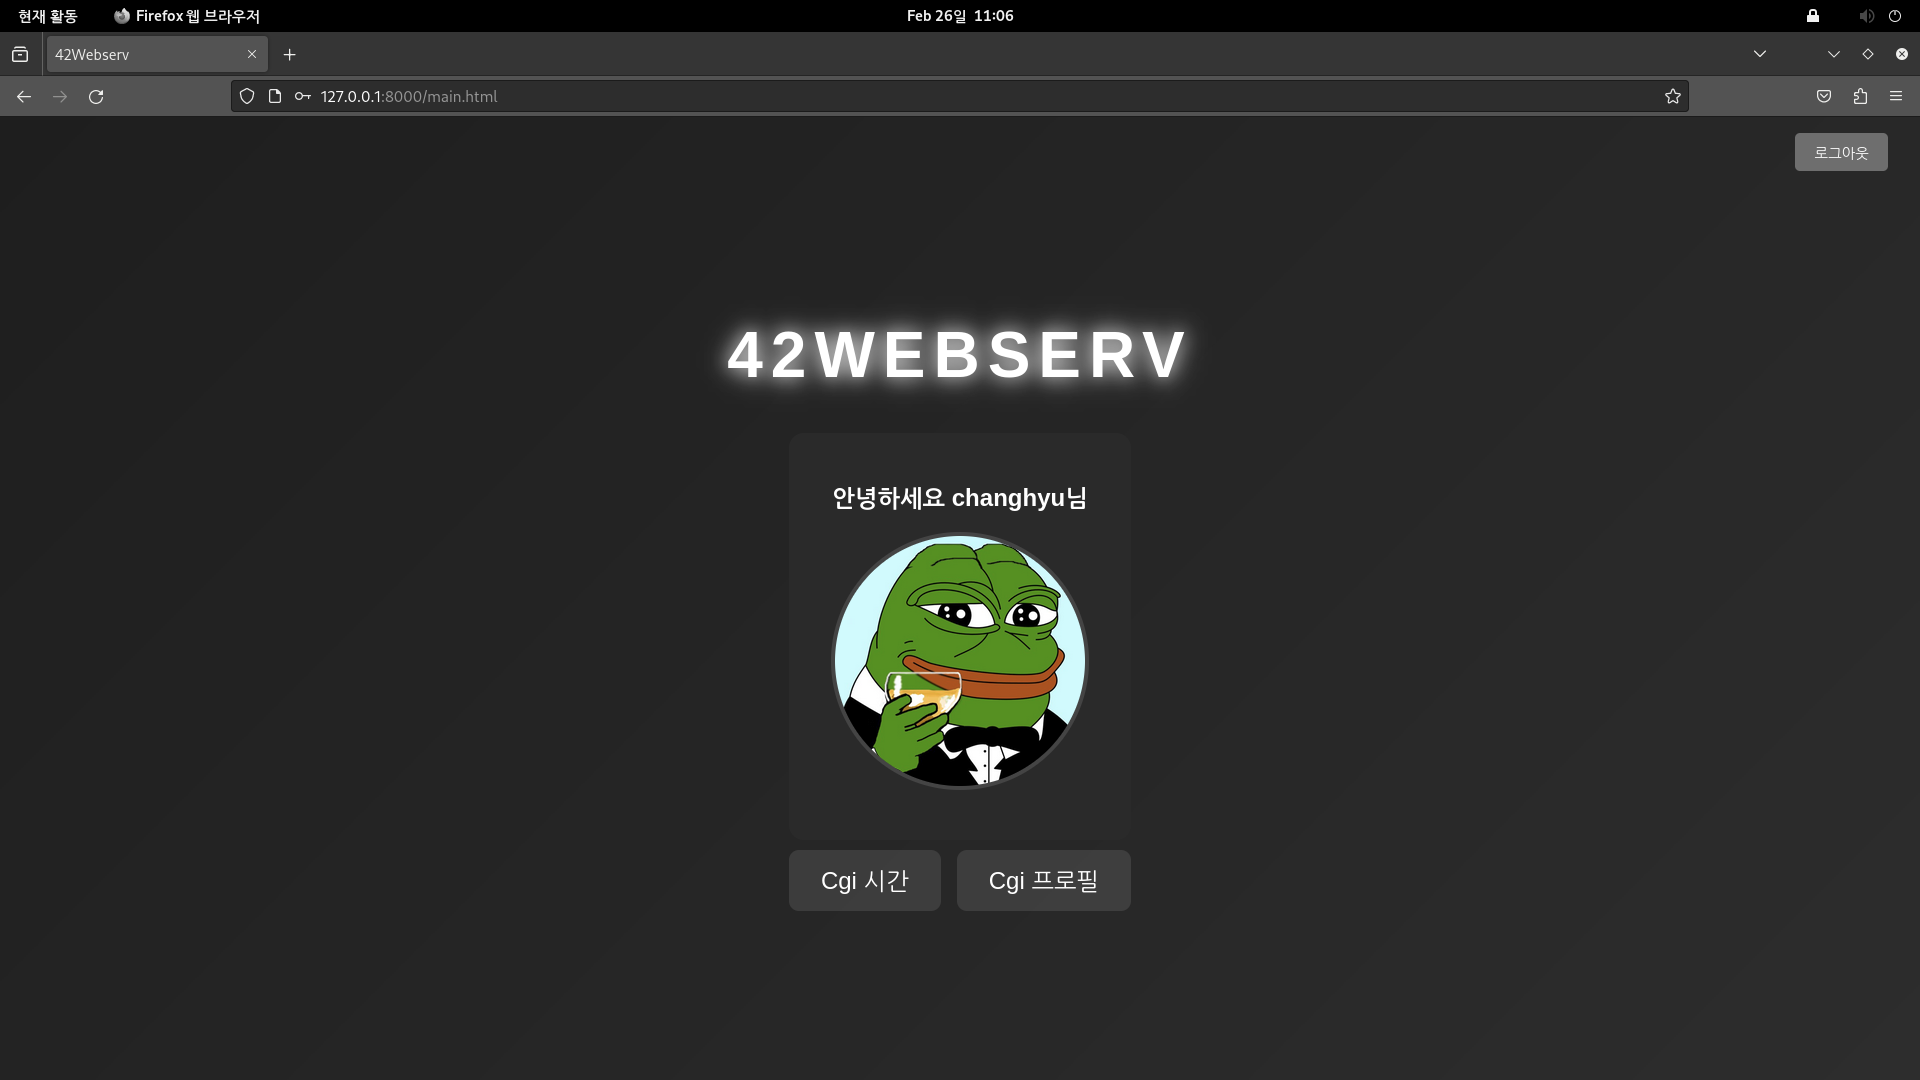 현재 활동 Firefox 웹 브라우저 Feb 26일 11:06
42Webserv
127.0.0.1:8000/main.html
로그아웃
42WEBSERV
안녕하세요 changhyu님
Cgi 시간 Cgi 프로필